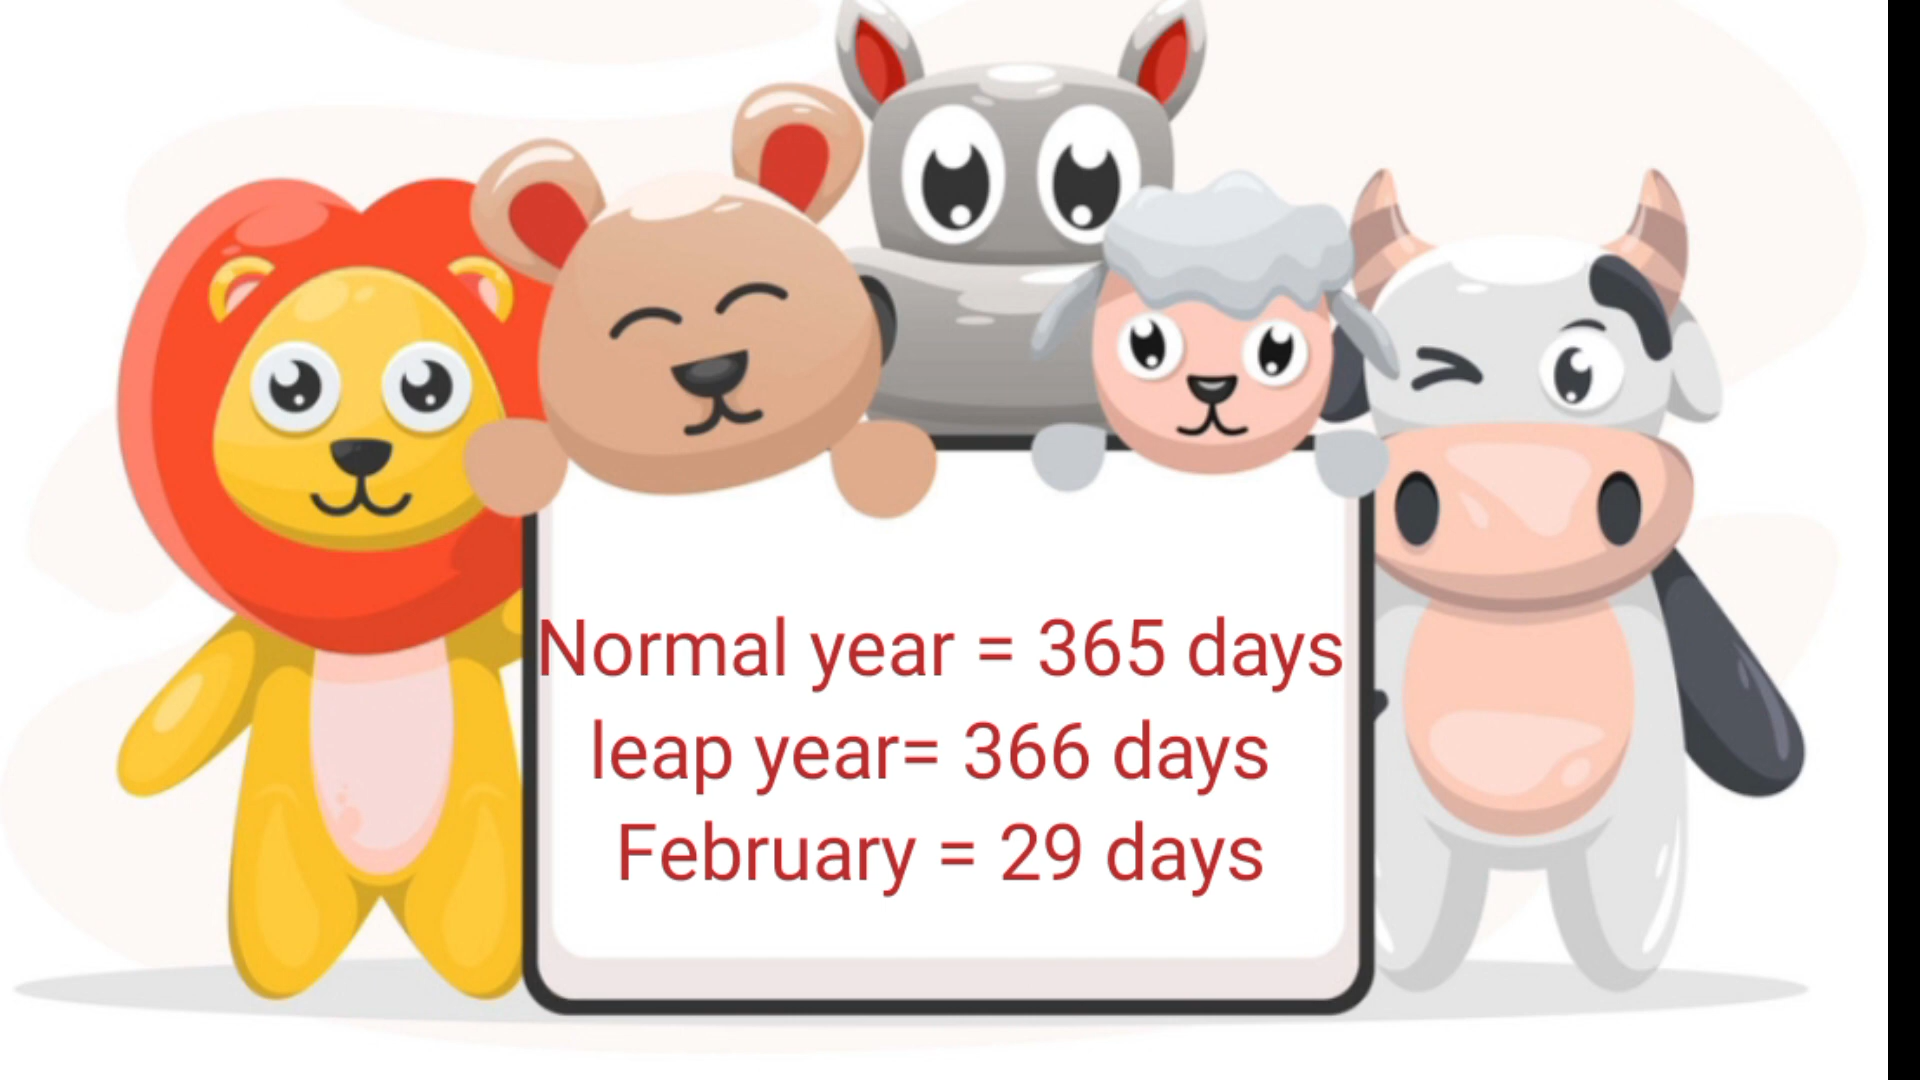 Normal year = 365 days
leap year= 366 days
February = 29 days